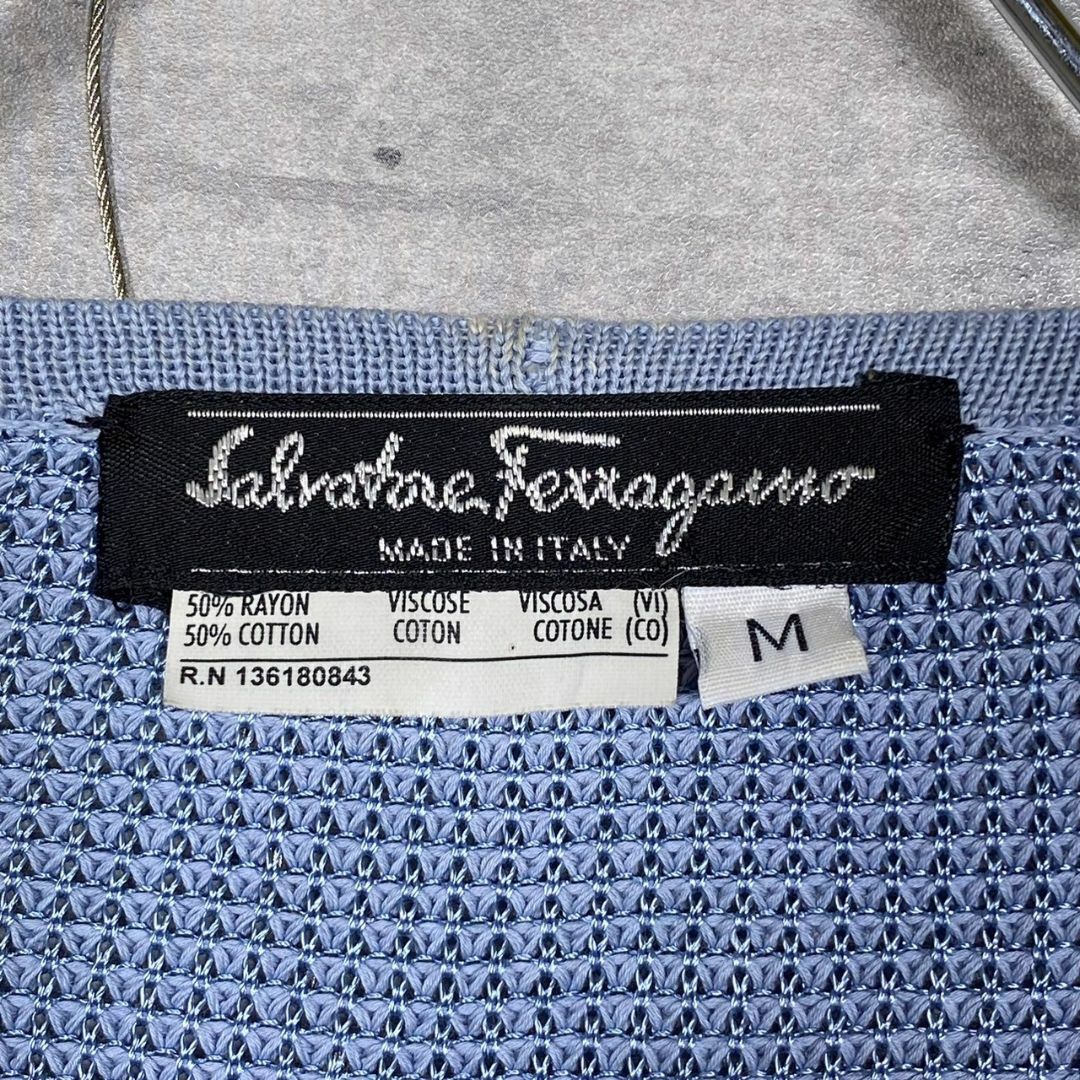 Salvatore Ferragamo
MADE IN ITALY
50% RAYON VISCOSE VISCOSA (VI)
50% COTTON COTON COTONE (CO)
R.N 136180843
M